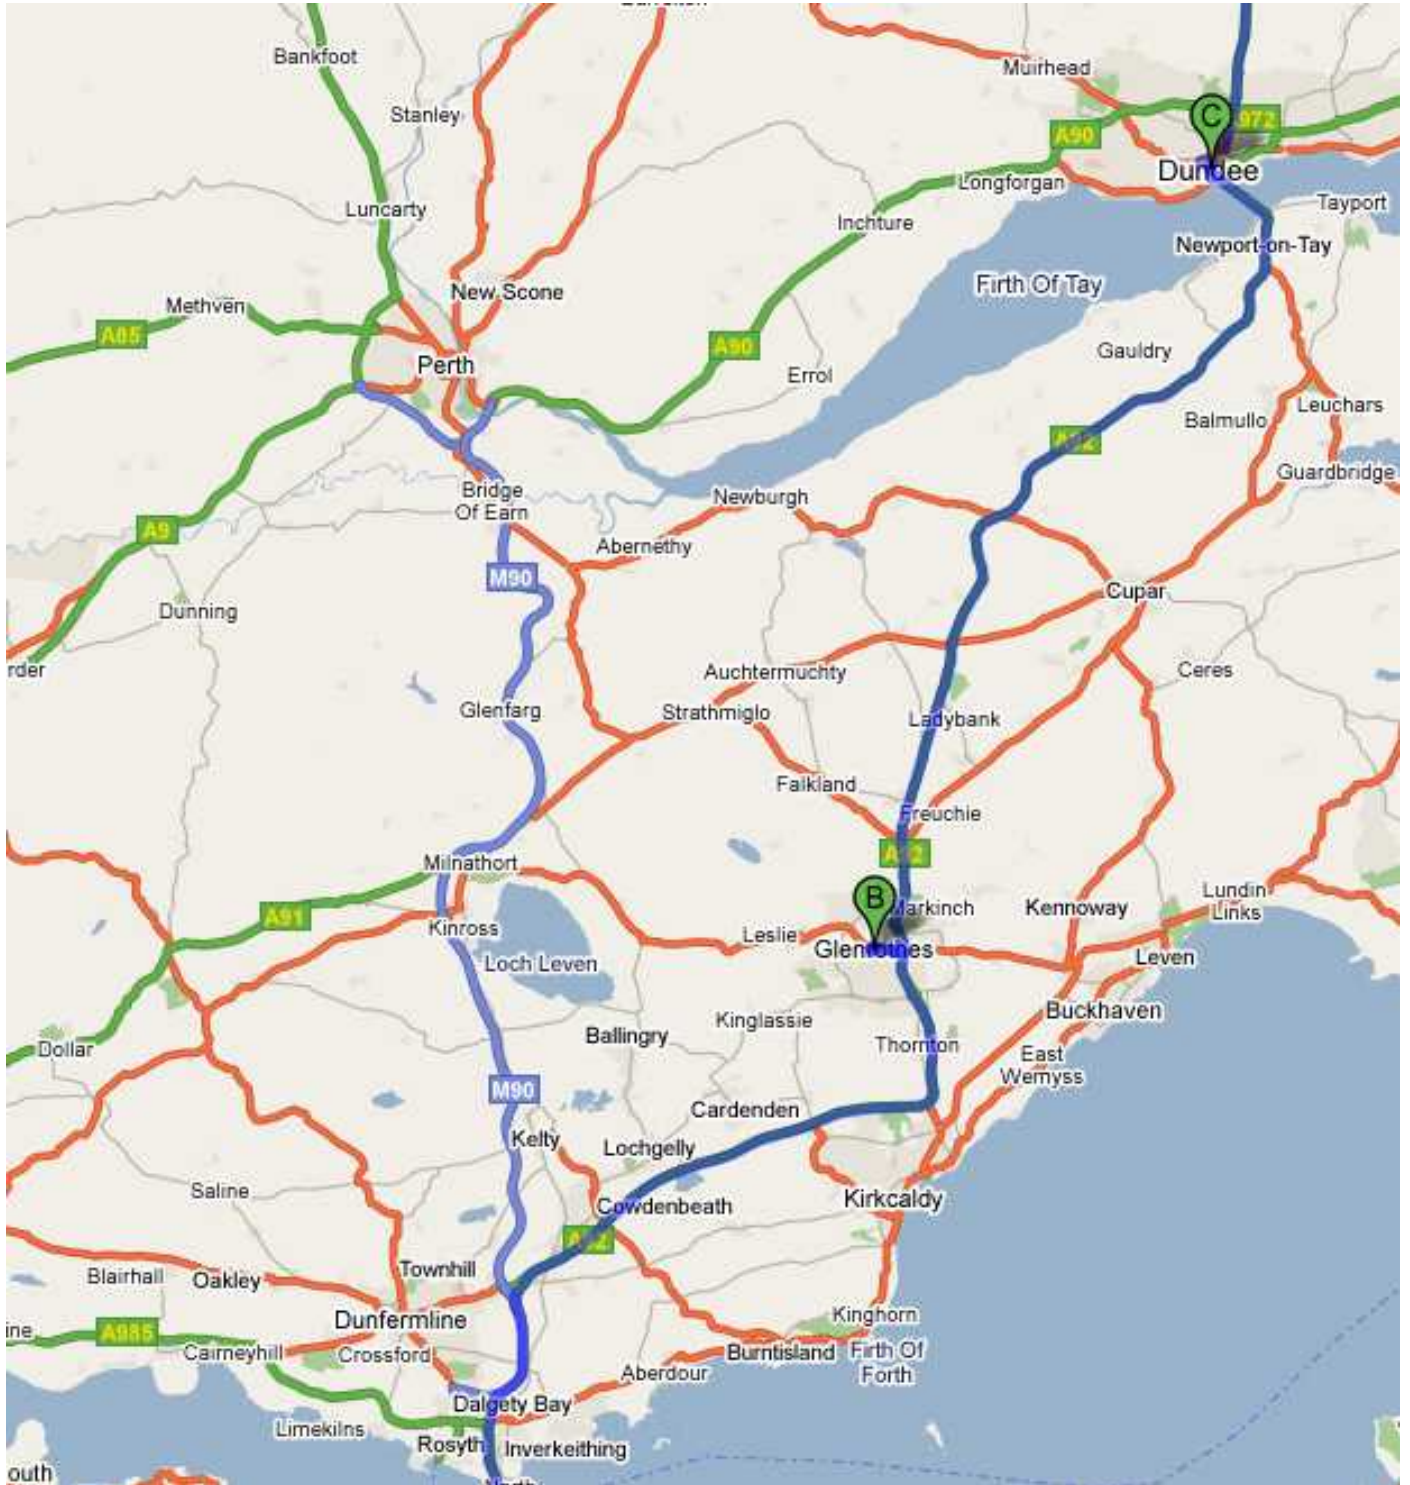 Bankfoot
Muirhead
Stanley
C
A90
Dundee
Longforgan
Luncarty
Tayport
Inchture
Newport-on-Tay
Firth Of Tay
New Scone
Methven
A85
A90
Gauldry
Perth
Errol
Leuchars
Balmullo
Guardbridge
Bridge
Of Earn
Newburgh
A9
Abernethy
M90
Cupar
Dunning
rder
Auchtermuchty
Ceres
Glenfarg
Strathmiglo
Ladybank
Falkland
Freuchie
Milnathort
B
Lundin
Links
Markinch
Kennoway
A91
Kinross
Leslie
Glenrothes
Loch Leven
Leven
Buckhaven
Kinglassie
Ballingry
Thornton
Dollar
East
Wemyss
M90
Cardenden
Kelty
Lochgelly
Saline
Kirkcaldy
Cowdenbeath
Townhill
Blairhall
Oakley
Kinghorn
Dunfermline
ine
A985
Cairneyhill
Crossford
Burntisland
Firth Of
Forth
Aberdour
Dalgety Bay
Limekilns
Rosyth
Inverkeithing
outh